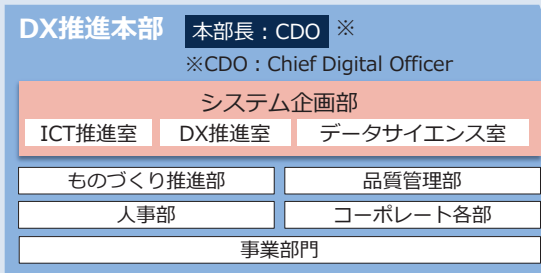 DX推進本部 本部長：CDO ※
※CDO：Chief Digital Officer
システム企画部
ICT推進室 DX推進室 データサイエンス室
ものづくり推進部 品質管理部
人事部 コーポレート各部
事業部門